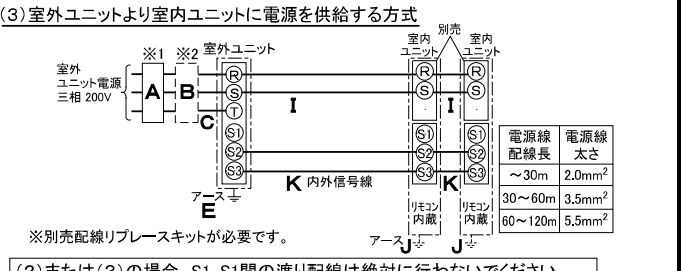 (3)室外ユニットより室内ユニットに電源を供給する方式
※1 ※2 室外ユニット
別売
室内ユニット
室内ユニット
室外
ユニット電源
三相 200V
A
B
C
R
S
T
S1
S2
S3
I
R
S
S1
S2
S3
I
R
S
S1
S2
S3
K 内外信号線
K
アース
E
リモコン
内蔵
リモコン
内蔵
アース
J
J
電源線配線長 電源線太さ
～30m 2.0mm²
30～60m 3.5mm²
60～120m 5.5mm²
※別売配線リプレースキットが必要です。
(2)または(3)の場合、S1-S1間の渡り配線は絶対に行わないでください。